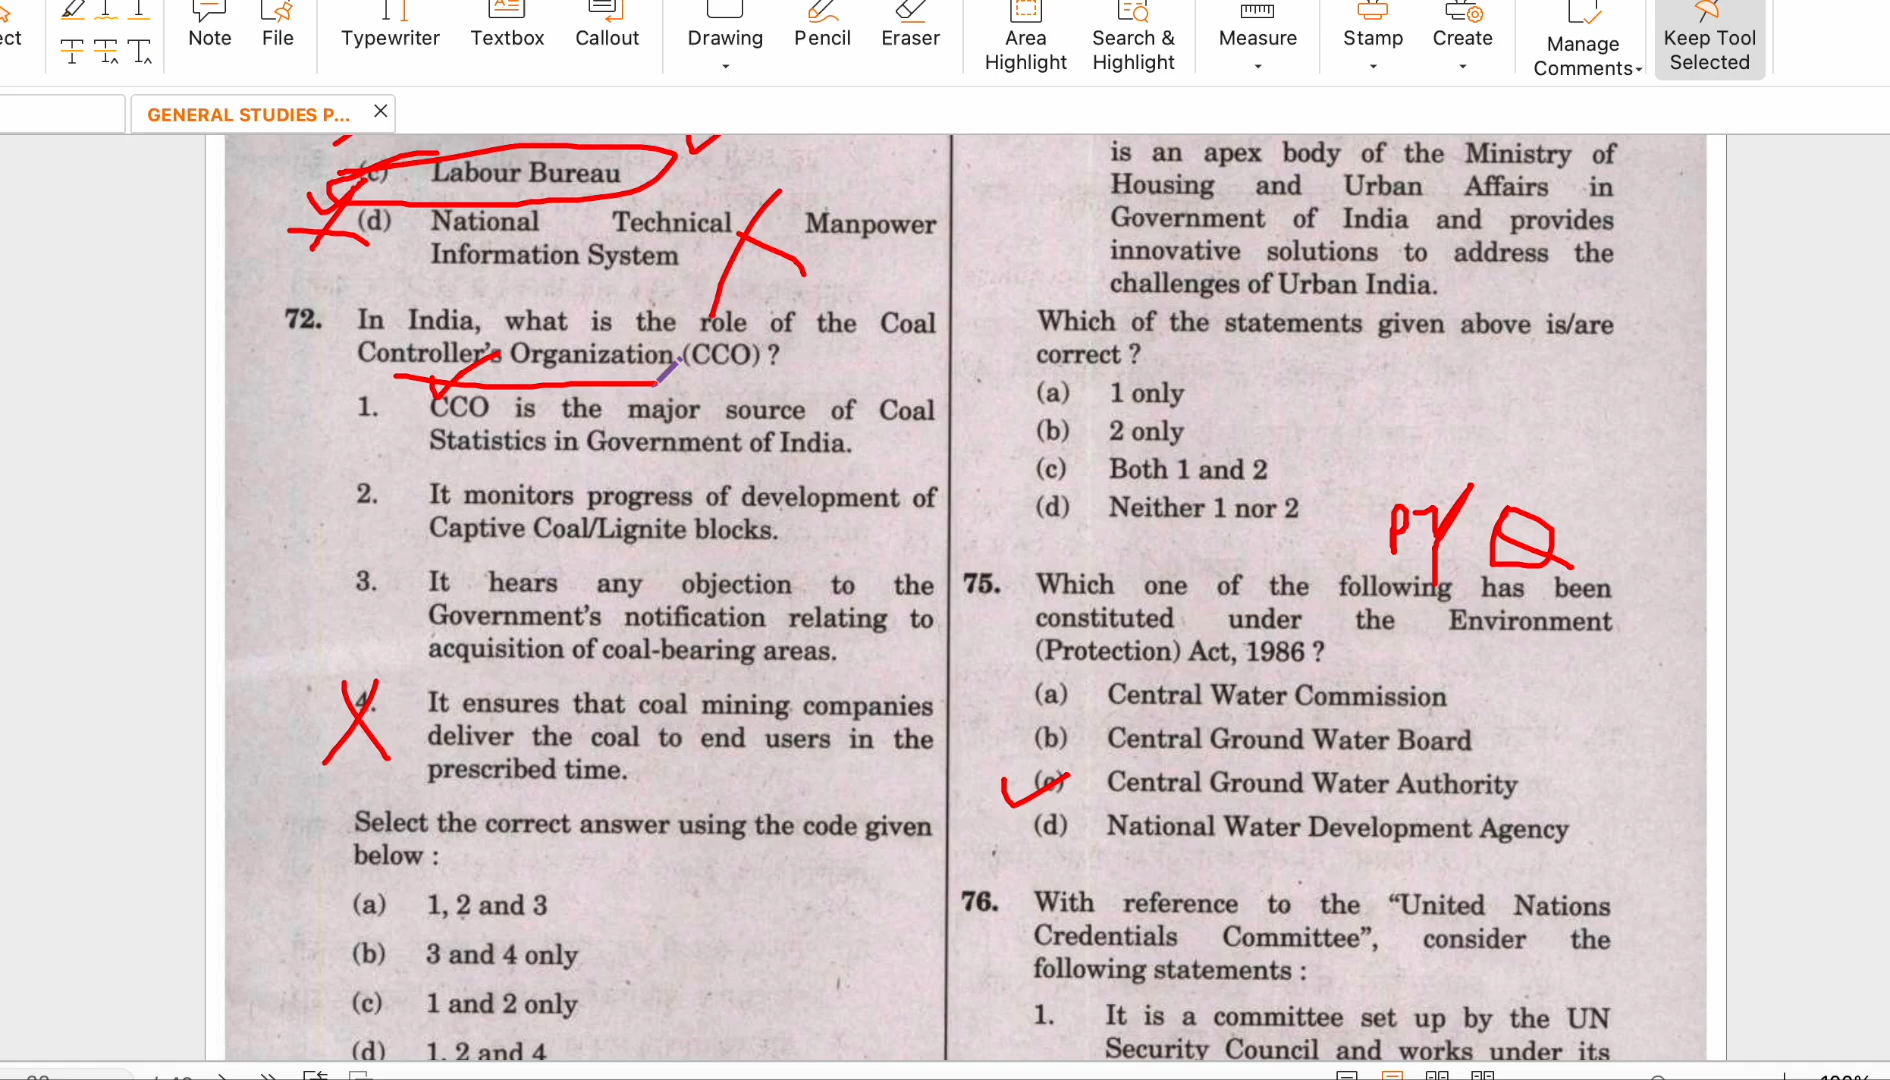 ect
Note
File
Typewriter
Textbox
Callout
Drawing
Pencil
Eraser
Area
Highlight
Search &
Highlight
Measure
Stamp
Create
Manage
Comments
Keep Tool
Selected
GENERAL STUDIES P...
(c) Labour Bureau
(d) National Technical Manpower
Information System
72. In India, what is the role of the Coal
Controller's Organization (CCO) ?
1. CCO is the major source of Coal
Statistics in Government of India.
2. It monitors progress of development of
Captive Coal/Lignite blocks.
3. It hears any objection to the
Government's notification relating to
acquisition of coal-bearing areas.
4. It ensures that coal mining companies
deliver the coal to end users in the
prescribed time.
Select the correct answer using the code given
below :
(a) 1, 2 and 3
(b) 3 and 4 only
(c) 1 and 2 only
(d) 1, 2 and 4
is an apex body of the Ministry of
Housing and Urban Affairs in
Government of India and provides
innovative solutions to address the
challenges of Urban India.
Which of the statements given above is/are
correct ?
(a) 1 only
(b) 2 only
(c) Both 1 and 2
(d) Neither 1 nor 2
PYQ
75. Which one of the following has been
constituted under the Environment
(Protection) Act, 1986 ?
(a) Central Water Commission
(b) Central Ground Water Board
(c) Central Ground Water Authority
(d) National Water Development Agency
76. With reference to the “United Nations
Credentials Committee”, consider the
following statements :
1. It is a committee set up by the UN
Security Council and works under its